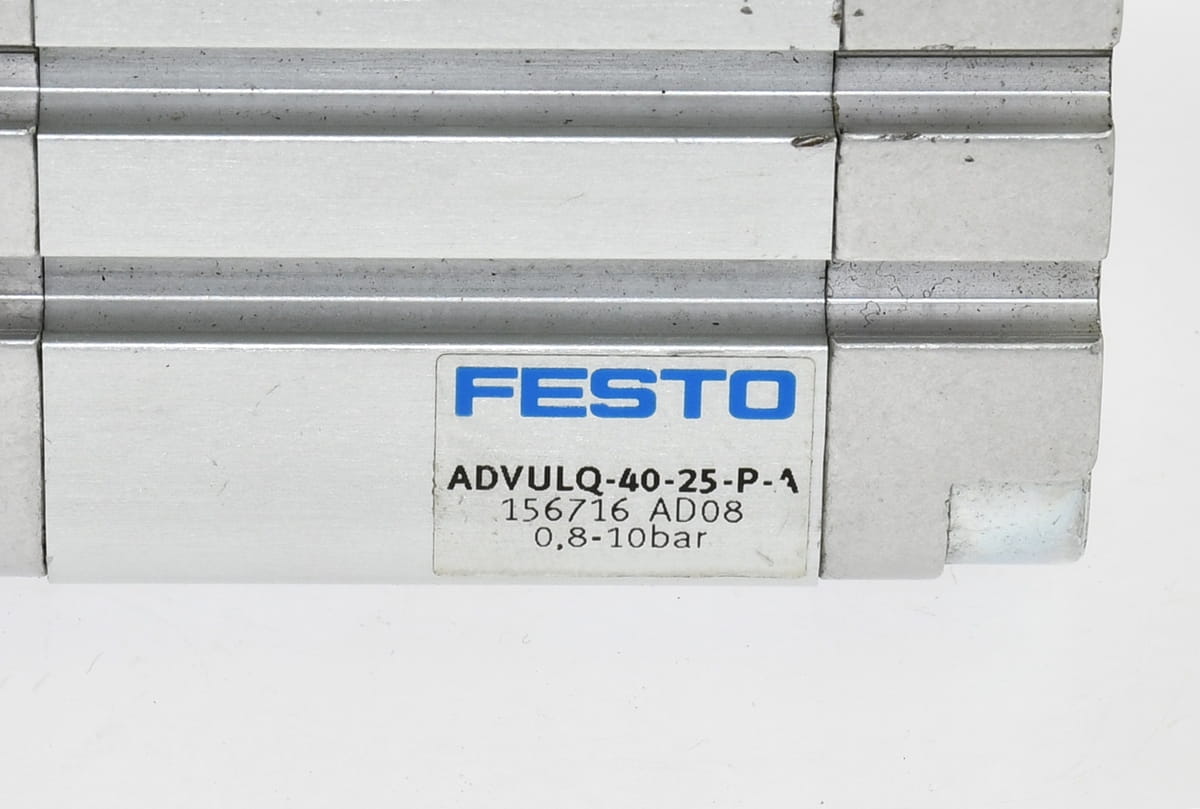 FESTO
ADVULQ-40-25-P-A
156716 AD08
0,8-10bar